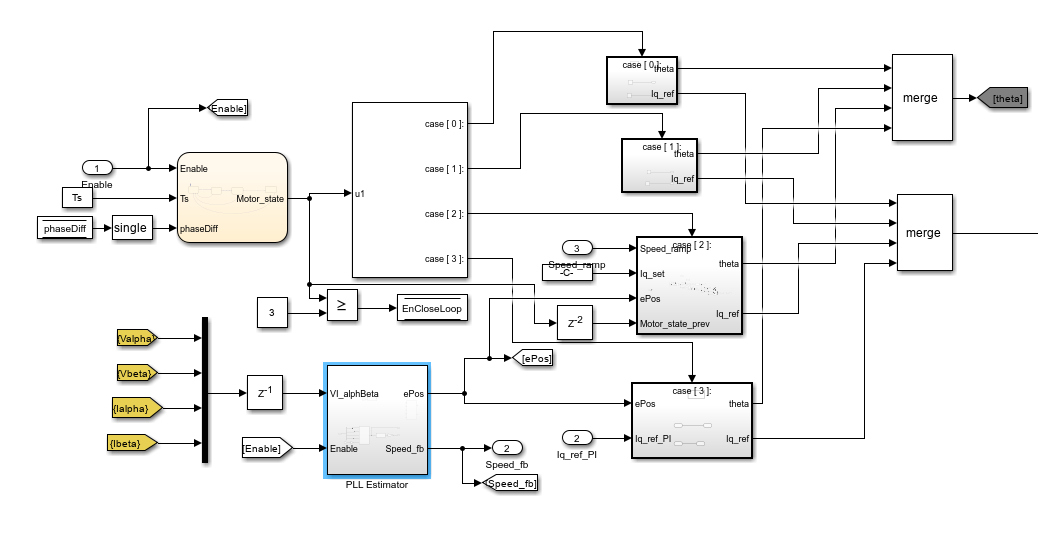 case [ 0 ]:
theta
Iq_ref
merge
[theta]
Enable]
case [ 0 ]:
case [ 1 ]:
theta
Iq_ref
1
Enable
Enable
case [ 1 ]:
Ts
Ts
Motor_state
u1
phaseDiff
single
phaseDiff
case [ 2 ]:
merge
3
Speed_ramp
Speed_ramp
case [ 2 ]:
theta
case [ 3 ]:
-C-
Iq_set
ePos
3
≥
EnCloseLoop
Z-2
Motor_state_prev
Iq_ref
{Valpha}
Vbeta}
{Ialpha}
{Ibeta}
Z-1
VI_alphBeta
ePos
[ePos]
case [ 3 ]:
ePos
theta
[Enable]
Enable
Speed_fb
2
Speed_fb
Speed_fb]
2
Iq_ref_PI
Iq_ref_PI
Iq_ref
PLL Estimator